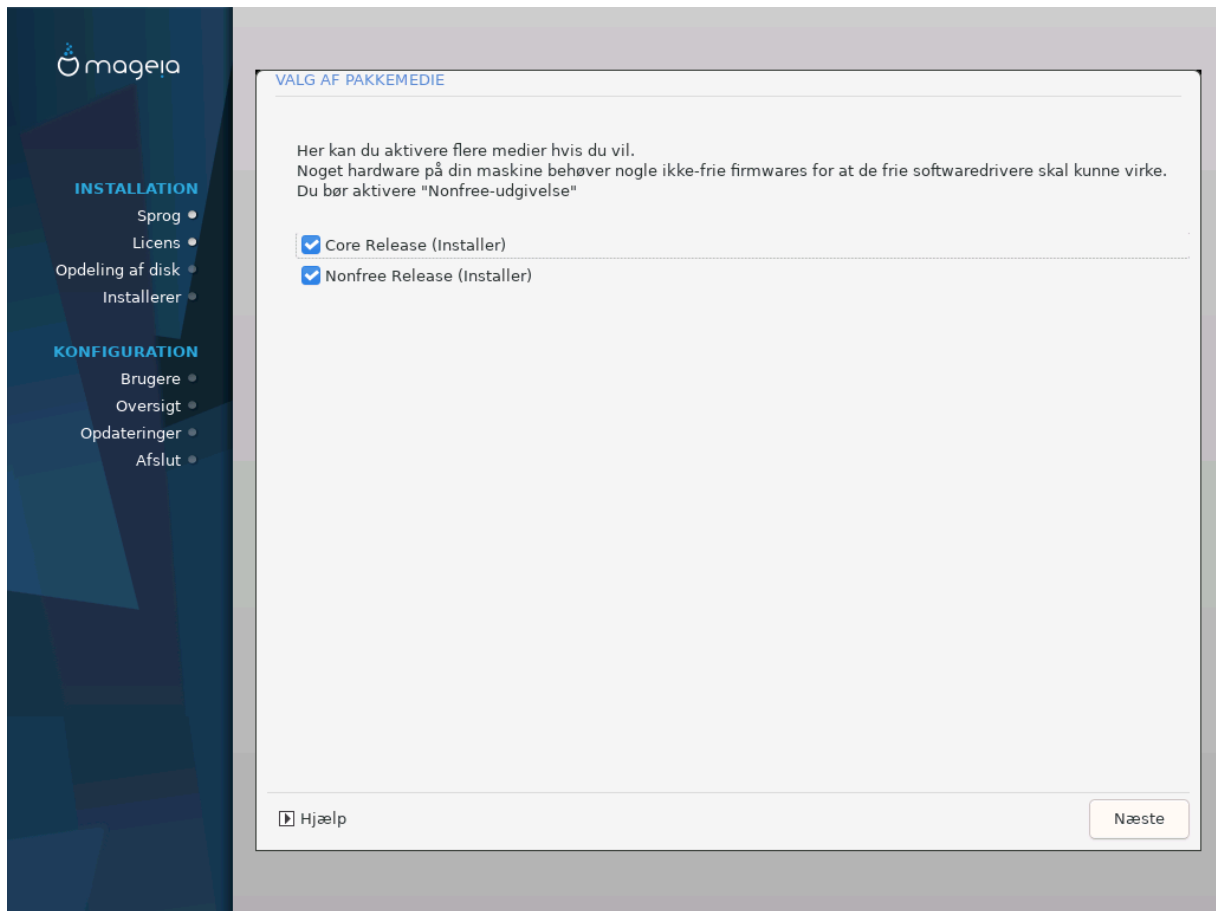 mageia
INSTALLATION
Sprog
Licens
Opdeling af disk
Installerer
KONFIGURATION
Brugere
Oversigt
Opdateringer
Afslut
VALG AF PAKKEMEDIE
Her kan du aktivere flere medier hvis du vil.
Noget hardware på din maskine behøver nogle ikke-frie firmwares for at de frie softwaredrivere skal kunne virke.
Du bør aktivere "Nonfree-udgivelse"
Core Release (Installer)
Nonfree Release (Installer)
Hjælp
Næste